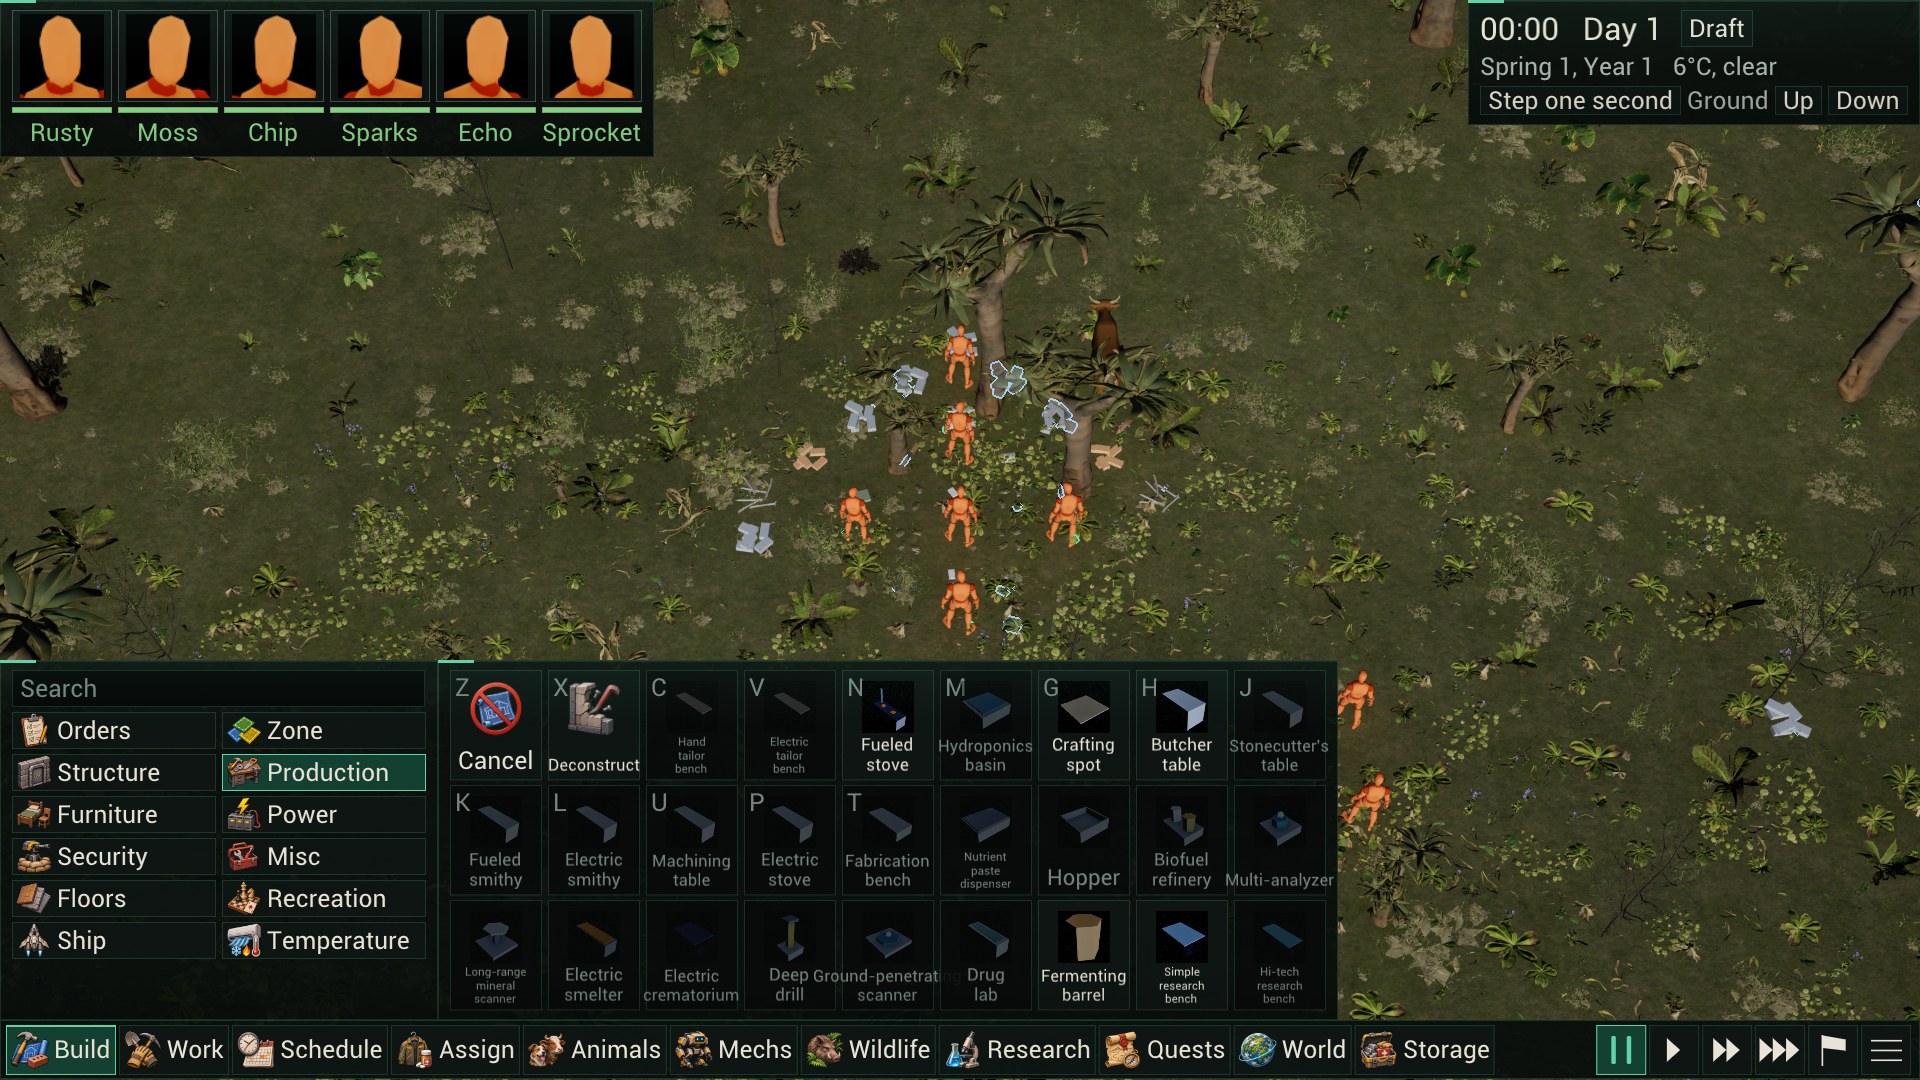 Rusty Moss Chip Sparks Echo Sprocket
00:00 Day 1 Draft
Spring 1, Year 1 6°C, clear
Step one second Ground Up Down
Search
Orders Zone
Structure Production
Furniture Power
Security Misc
Floors Recreation
Ship Temperature
Z
Cancel
X
Deconstruct
C
Hand
tailor
bench
V
Electric
tailor
bench
N
Fueled
stove
M
Hydroponics
basin
G
Crafting
spot
H
Butcher
table
J
Stonecutter's
table
K
Fueled
smithy
L
Electric
smithy
U
Machining
table
P
Electric
stove
T
Fabrication
bench
Nutrient
paste
dispenser
Hopper
Biofuel
refinery
Multi-analyzer
Long-range
mineral
scanner
Electric
smelter
Electric
crematorium
Deep
drill
Ground-penetratin
scanner
Drug
lab
Fermenting
barrel
Simple
research
bench
Hi-tech
research
bench
Build Work Schedule Assign Animals Mechs Wildlife Research Quests World Storage